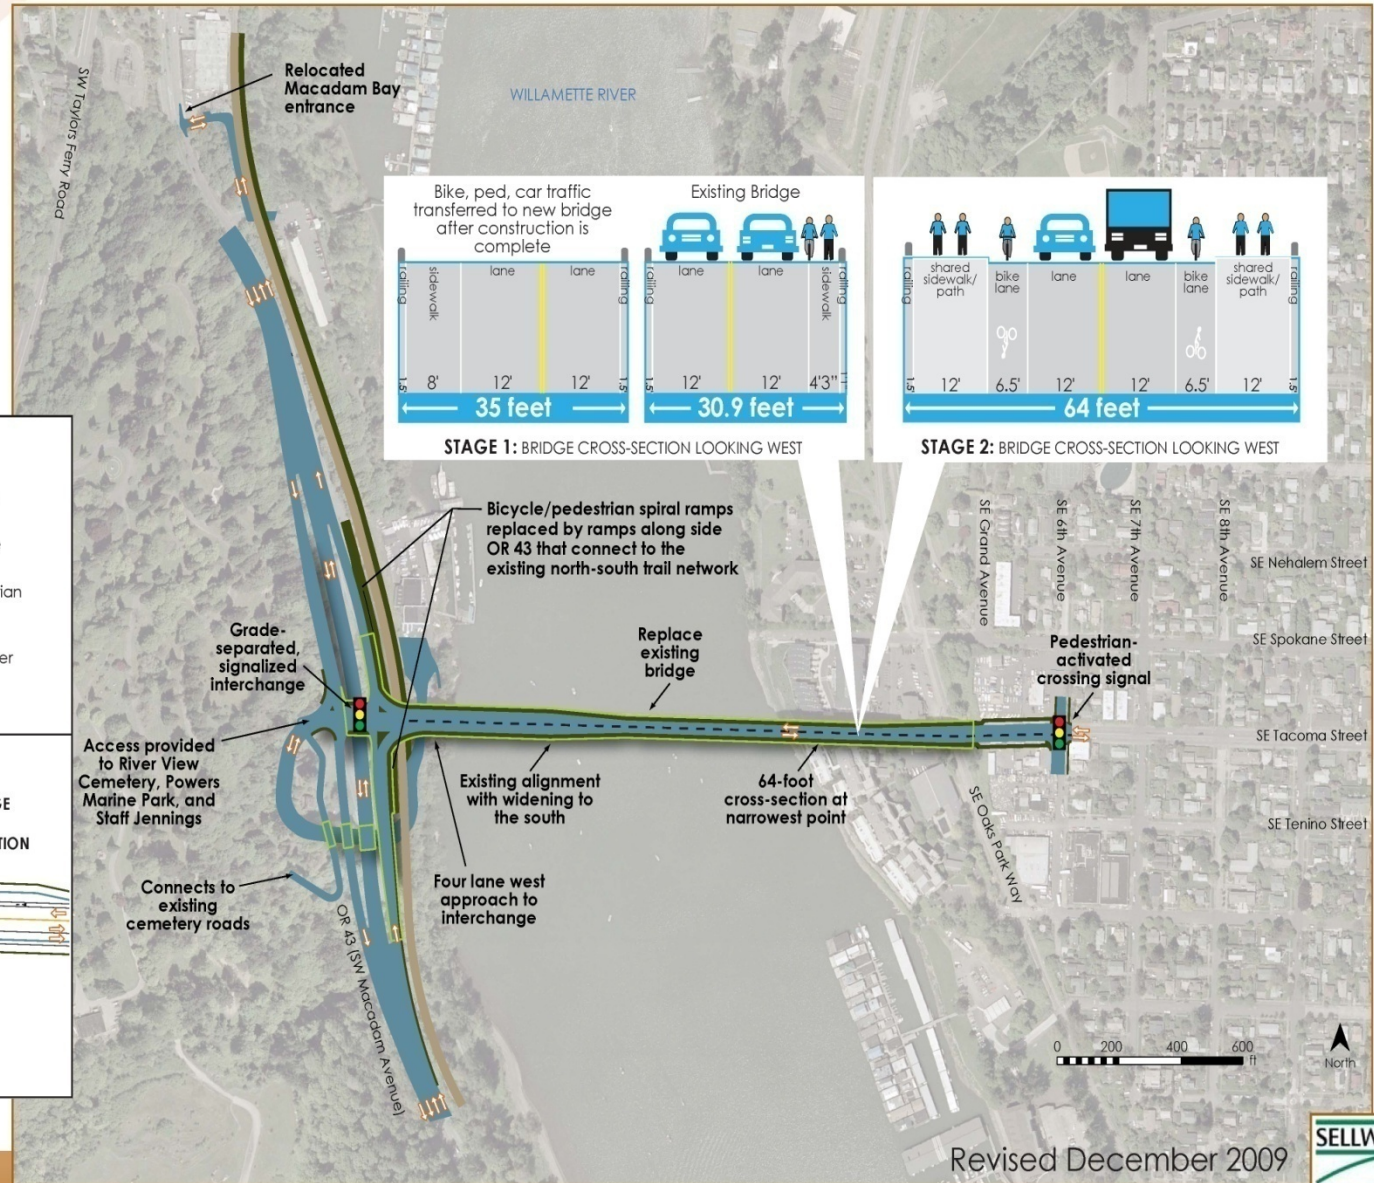 Relocated
Macadam Bay
entrance
WILLAMETTE RIVER
SW Taylors Ferry Road
Bike, ped, car traffic
transferred to new bridge
after construction is
complete
railing
sidewalk
lane
lane
railing
1.5'
8'
12'
12'
1.5'
35 feet
Existing Bridge
railing
lane
lane
sidewalk
railing
1.5'
12'
12'
4'3"
30.9 feet
STAGE 1: BRIDGE CROSS-SECTION LOOKING WEST
railing
shared
sidewalk/
path
bike
lane
lane
lane
bike
lane
shared
sidewalk/
path
railing
1.5'
12'
6.5'
12'
12'
6.5'
12'
1.5'
64 feet
STAGE 2: BRIDGE CROSS-SECTION LOOKING WEST
Bicycle/pedestrian spiral ramps
replaced by ramps along side
OR 43 that connect to the
existing north-south trail network
SE Grand Avenue
SE 6th Avenue
SE 7th Avenue
SE 8th Avenue
SE Nehalem Street
SE Spokane Street
SE Tacoma Street
SE Tenino Street
SE Oaks Park Way
Grade-
separated,
signalized
interchange
Replace
existing
bridge
Pedestrian-
activated
crossing signal
Access provided
to River View
Cemetery, Powers
Marine Park, and
Staff Jennings
Existing alignment
with widening to
the south
64-foot
cross-section at
narrowest point
Connects to
existing
cemetery roads
Four lane west
approach to
interchange
OR 43 (SW Macadam Avenue)
ian
er
GE
TION
0 200 400 600
ft
North
Revised December 2009
SELLW